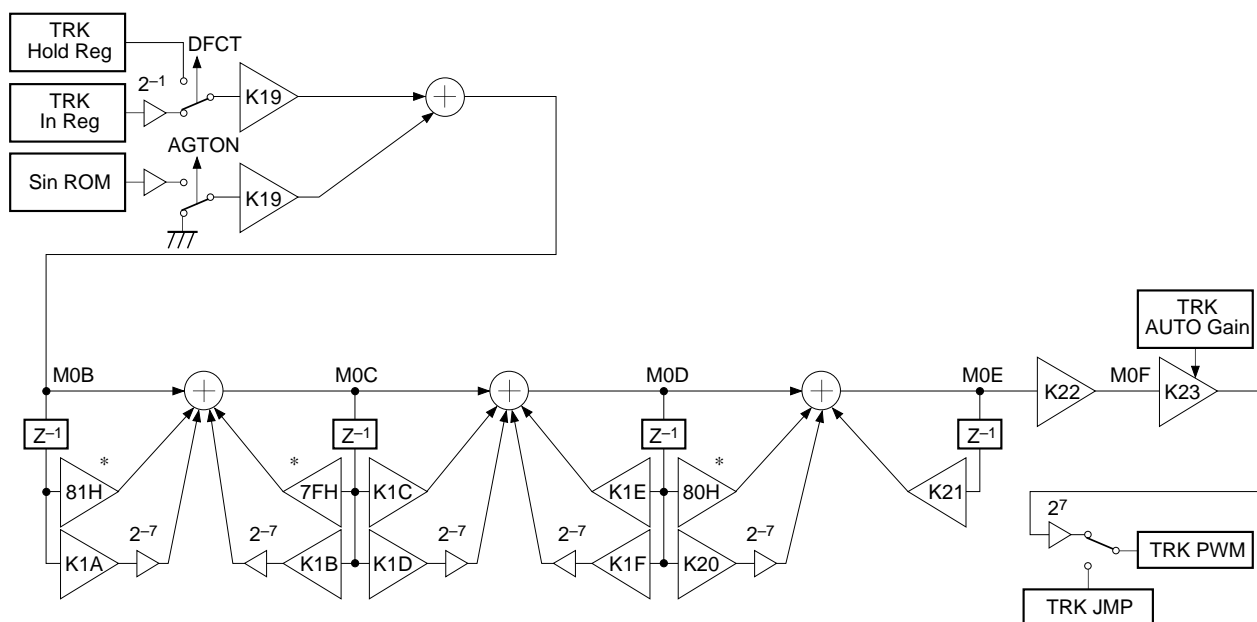 TRK
Hold Reg
DFCT
2–1
K19
TRK
In Reg
AGTON
Sin ROM
K19
TRK
AUTO Gain
M0B
M0C
M0D
M0E
M0F
K22
K23
Z–1
Z–1
Z–1
Z–1
*
*
*
81H
7FH
K1C
K1E
80H
K21
2–7
2–7
2–7
2–7
2–7
K1A
K1B
K1D
K1F
K20
27
TRK PWM
TRK JMP